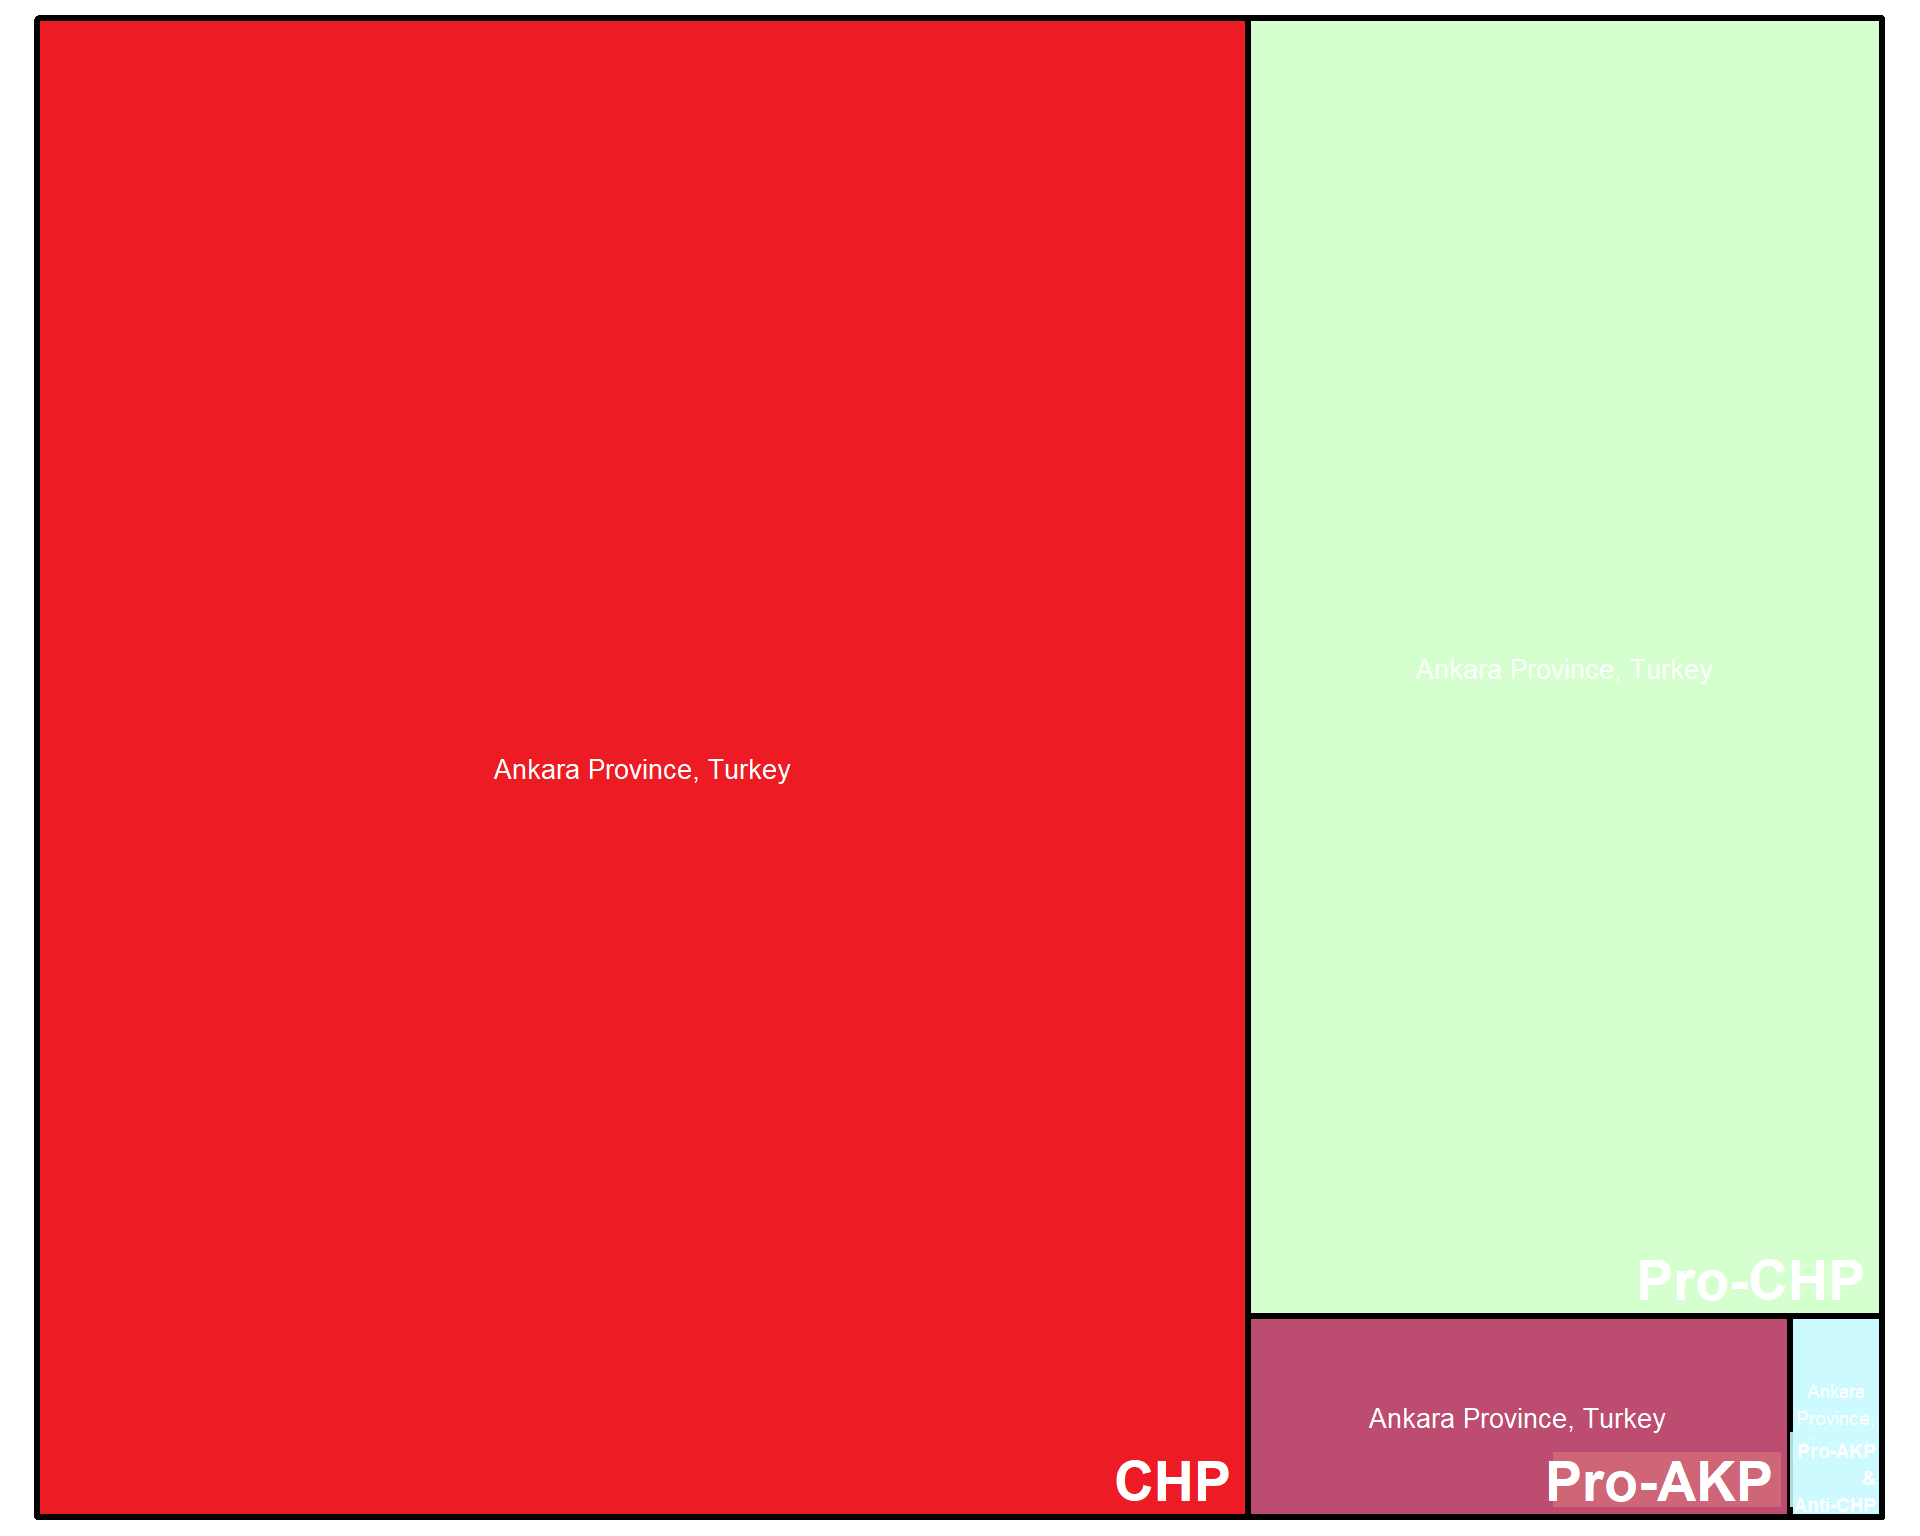 Ankara Province, Turkey
CHP
Ankara Province, Turkey
Pro-CHP
Ankara Province, Turkey
Pro-AKP
Ankara
Province,
Pro-AKP
&
Anti-CHP